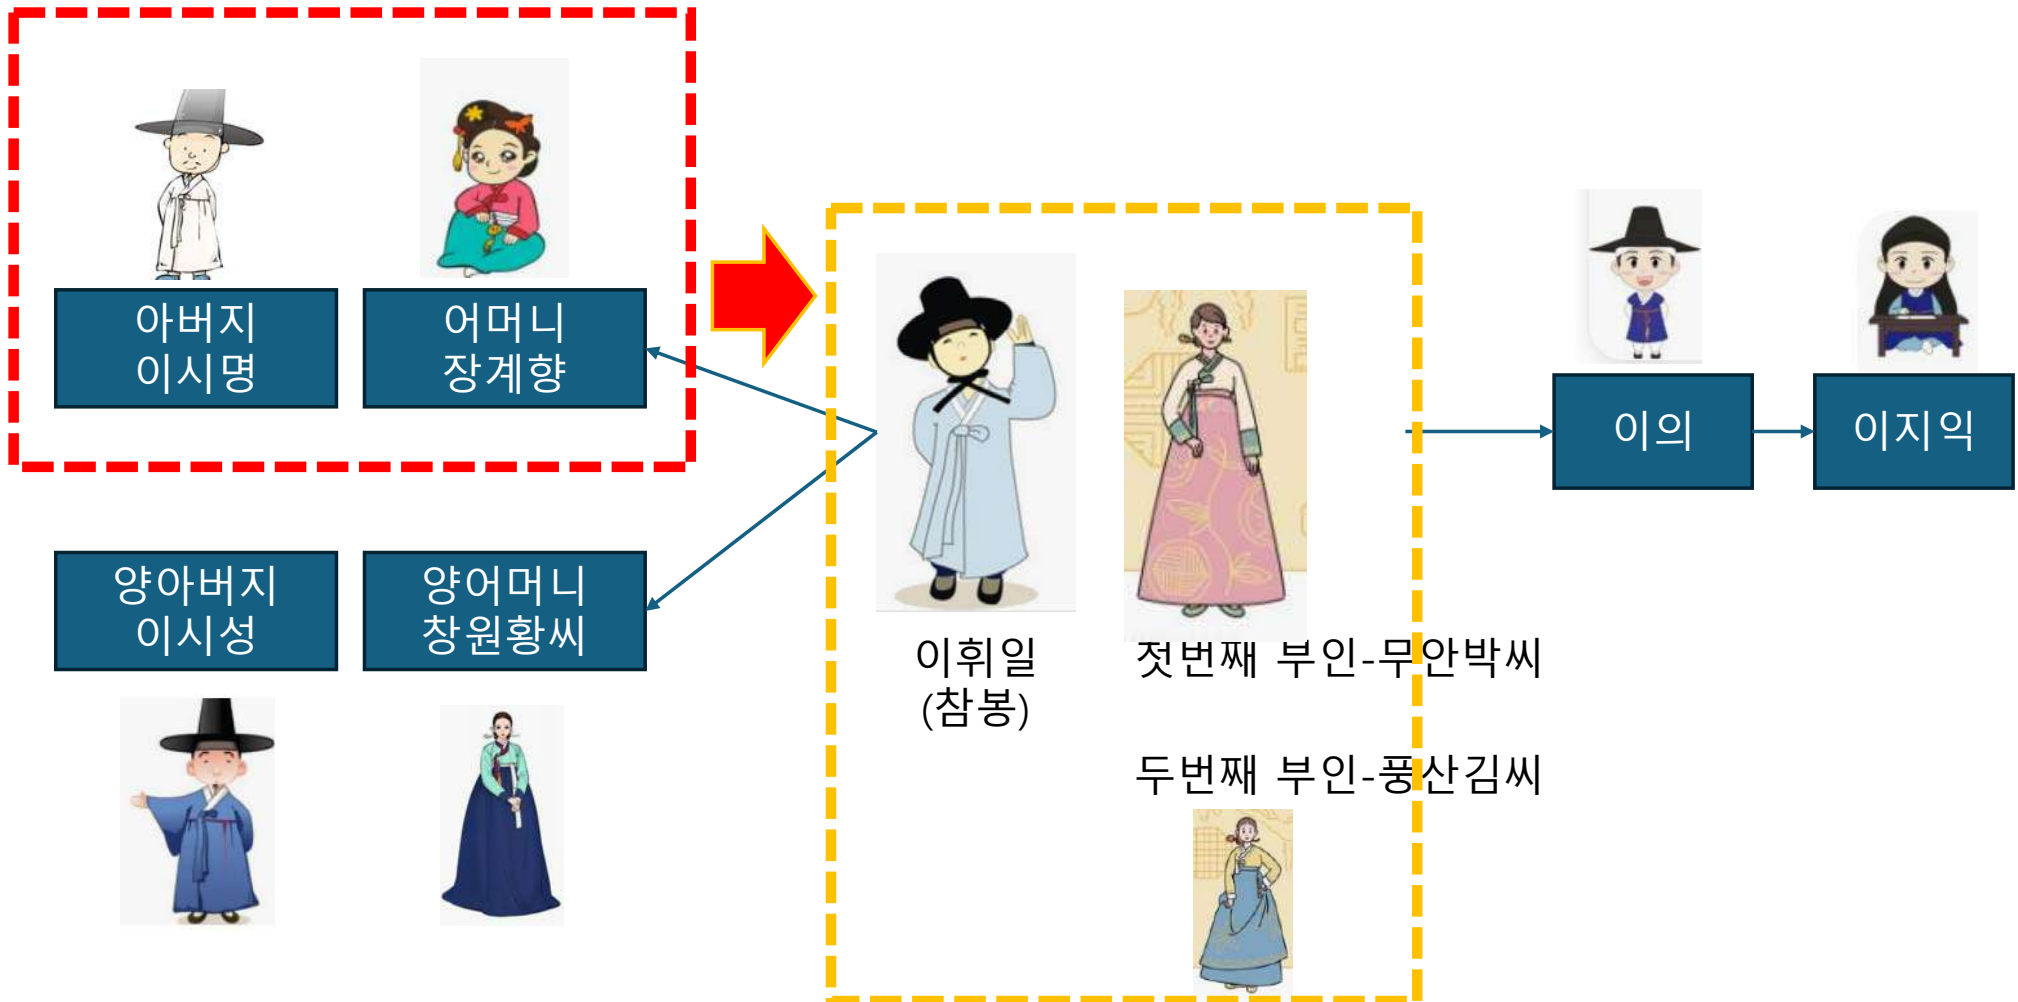 아버지
이시명
어머니
장계향
양아버지
이시성
양어머니
창원황씨
이휘일
(참봉)
첫번째 부인-무안박씨
두번째 부인-풍산김씨
이의
이지익